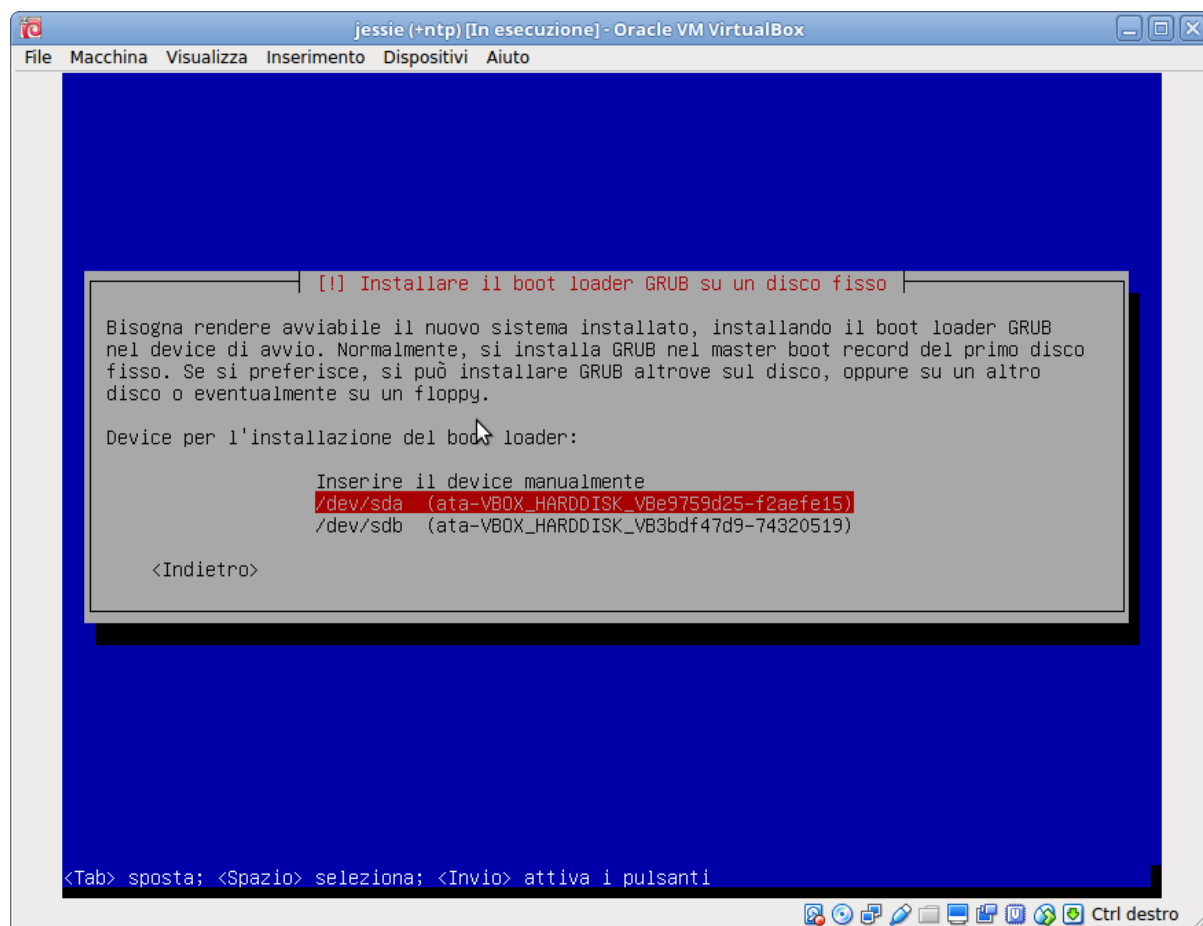 jessie (+ntp) [In esecuzione] - Oracle VM VirtualBox
File Macchina Visualizza Inserimento Dispositivi Aiuto
[!] Installare il boot loader GRUB su un disco fisso
Bisogna rendere avviabile il nuovo sistema installato, installando il boot loader GRUB
nel device di avvio. Normalmente, si installa GRUB nel master boot record del primo disco
fisso. Se si preferisce, si può installare GRUB altrove sul disco, oppure su un altro
disco o eventualmente su un floppy.
Device per l'installazione del boot loader:
Inserire il device manualmente
/dev/sda (ata-VBOX_HARDDISK_VBe9759d25-f2aefe15)
/dev/sdb (ata-VBOX_HARDDISK_VB3bdf47d9-74320519)
<Indietro>
<Tab> sposta; <Spazio> seleziona; <Invio> attiva i pulsanti
Ctrl destro